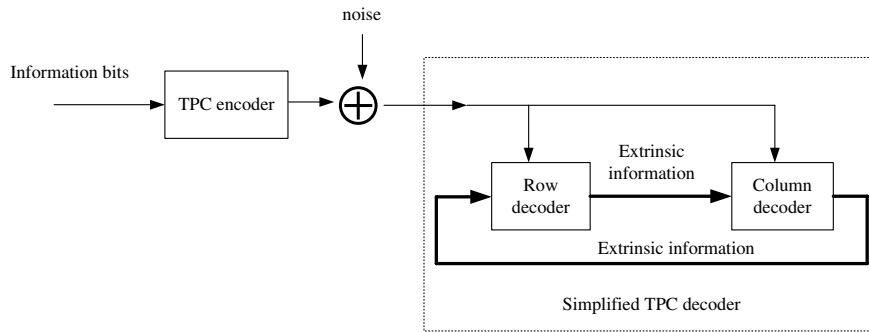 noise
Information bits
TPC encoder
Extrinsic
information
Row
decoder
Column
decoder
Extrinsic information
Simplified TPC decoder